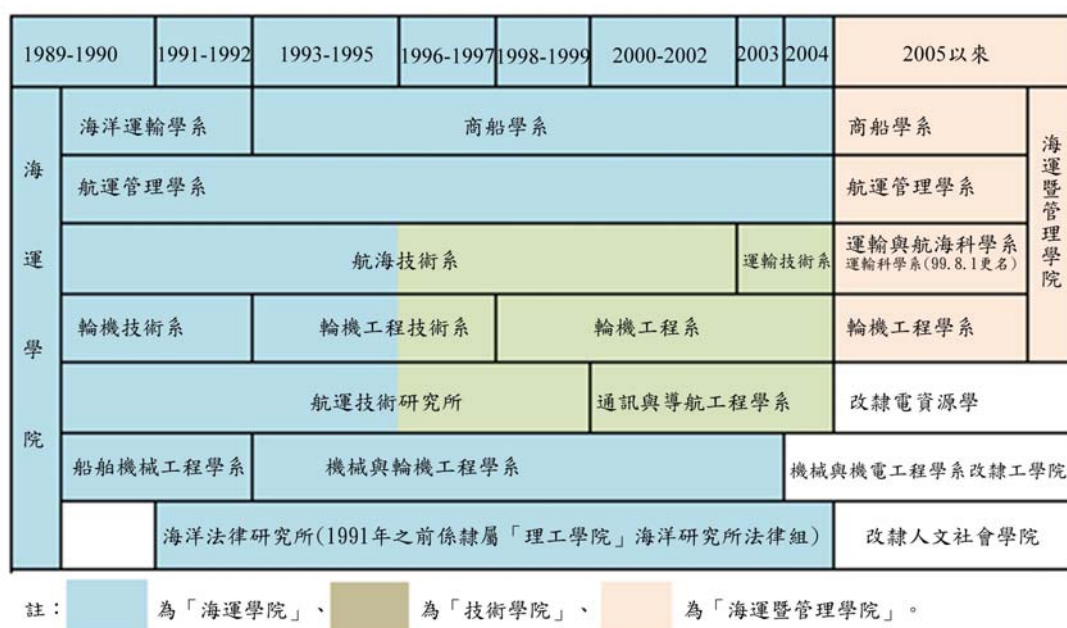 1989-1990 1991-1992 1993-1995 1996-1997 1998-1999 2000-2002 2003 2004 2005以來
海運學院
海洋運輸學系 商船學系 商船學系
航運管理學系 航運管理學系
航海技術系 運輸技術系 運輸與航海科學系
運輸科學系(99.8.1更名)
輪機技術系 輪機工程技術系 輪機工程系 輪機工程學系
海運暨管理學院
航運技術研究所 通訊與導航工程學系 改隸電資源學
船舶機械工程學系 機械與輪機工程學系 機械與機電工程學系改隸工學院
海洋法律研究所(1991年之前係隸屬「理工學院」海洋研究所法律組) 改隸人文社會學院
註： 為「海運學院」、 為「技術學院」、 為「海運暨管理學院」。